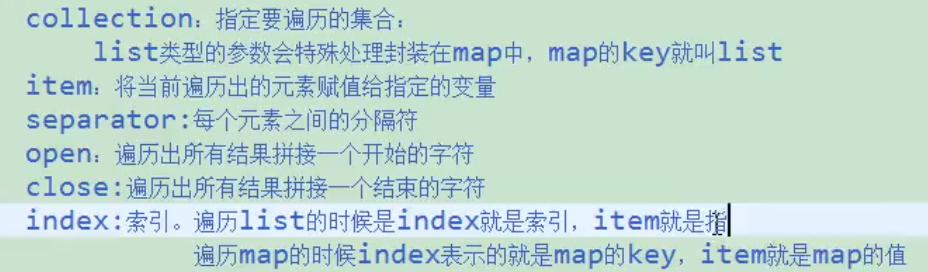 collection：指定要遍历的集合：
list类型的参数会特殊处理封装在map中，map的key就叫list
item：将当前遍历出的元素赋值给指定的变量
separator:每个元素之间的分隔符
open：遍历出所有结果拼接一个开始的字符
close:遍历出所有结果拼接一个结束的字符
index:索引。遍历list的时候是index就是索引，item就是指
遍历map的时候index表示的就是map的key，item就是map的值